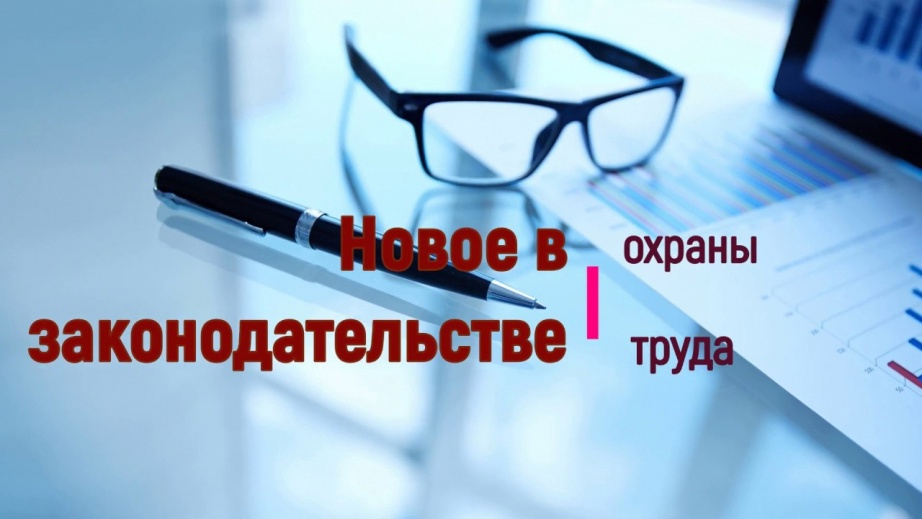 Новое в
законодательстве
охраны
труда